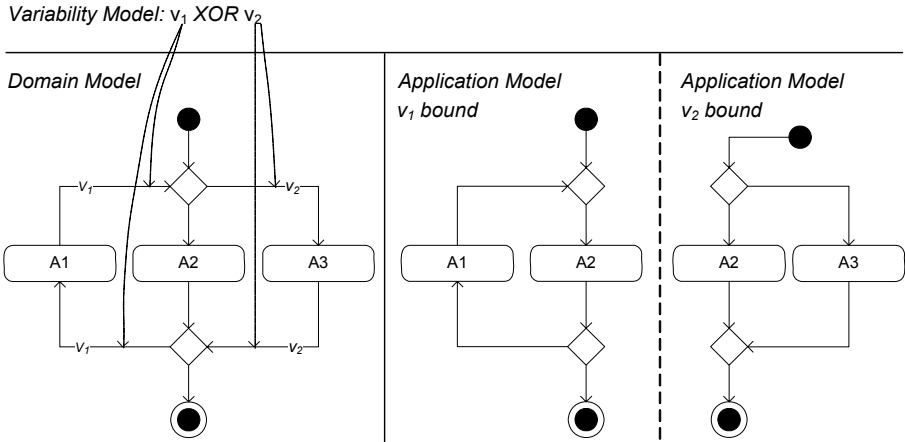 Variability Model: v1 XOR v2
Domain Model
v1
v2
A1
A2
A3
v1
v2
Application Model
v1 bound
A1
A2
Application Model
v2 bound
A2
A3